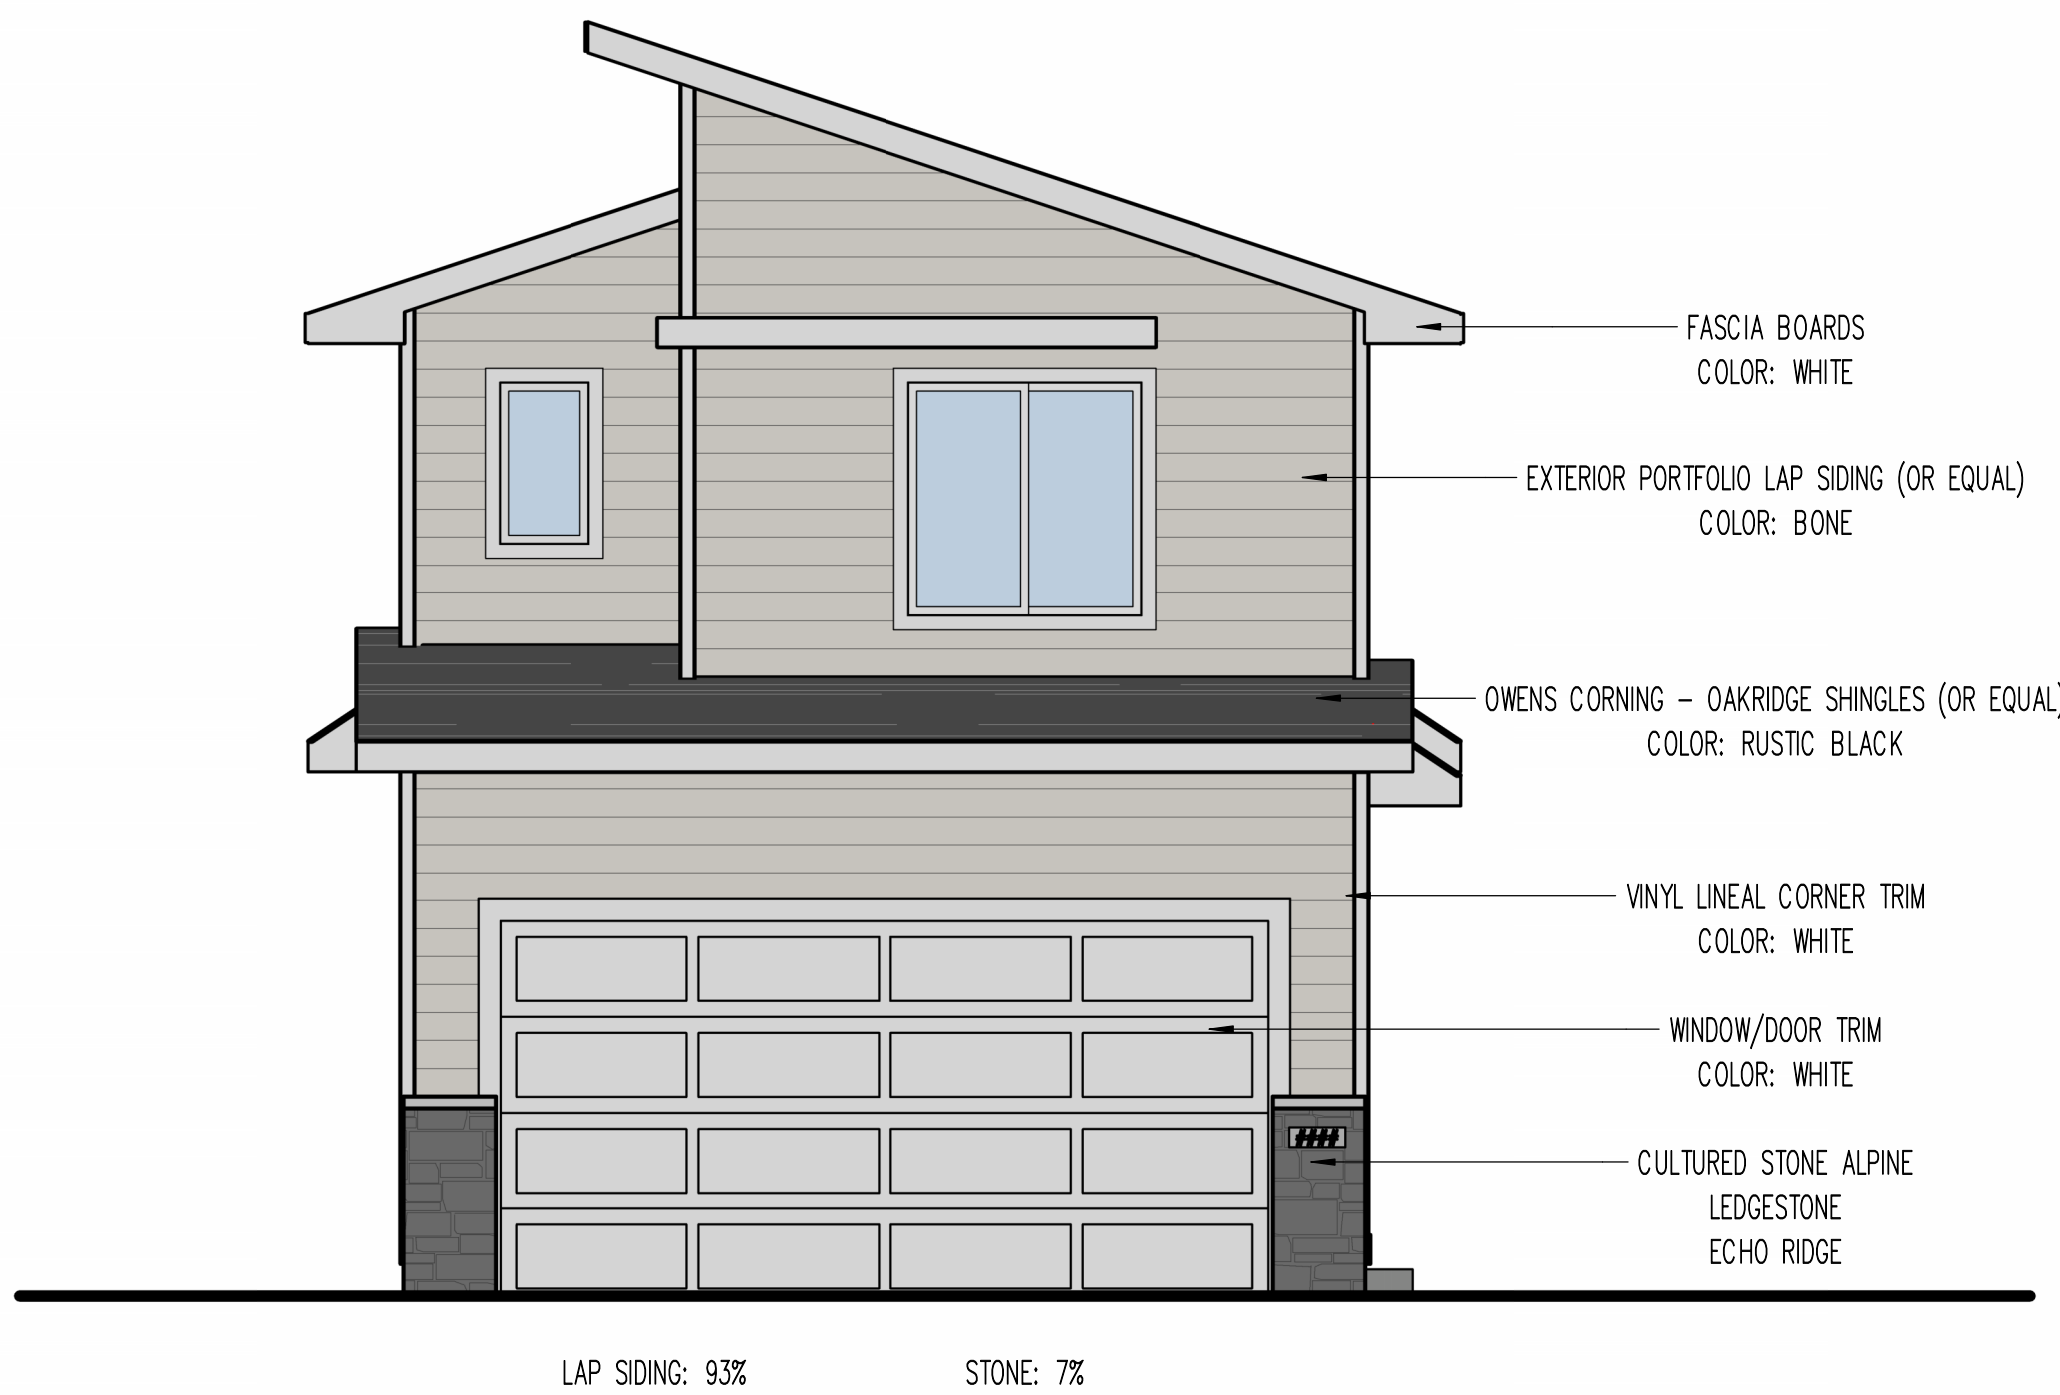 FASCIA BOARDS
COLOR: WHITE
EXTERIOR PORTFOLIO LAP SIDING (OR EQUAL)
COLOR: BONE
OWENS CORNING - OAKRIDGE SHINGLES (OR EQUAL)
COLOR: RUSTIC BLACK
VINYL LINEAL CORNER TRIM
COLOR: WHITE
WINDOW/DOOR TRIM
COLOR: WHITE
####
CULTURED STONE ALPINE
LEDGESTONE
ECHO RIDGE
LAP SIDING: 93% STONE: 7%